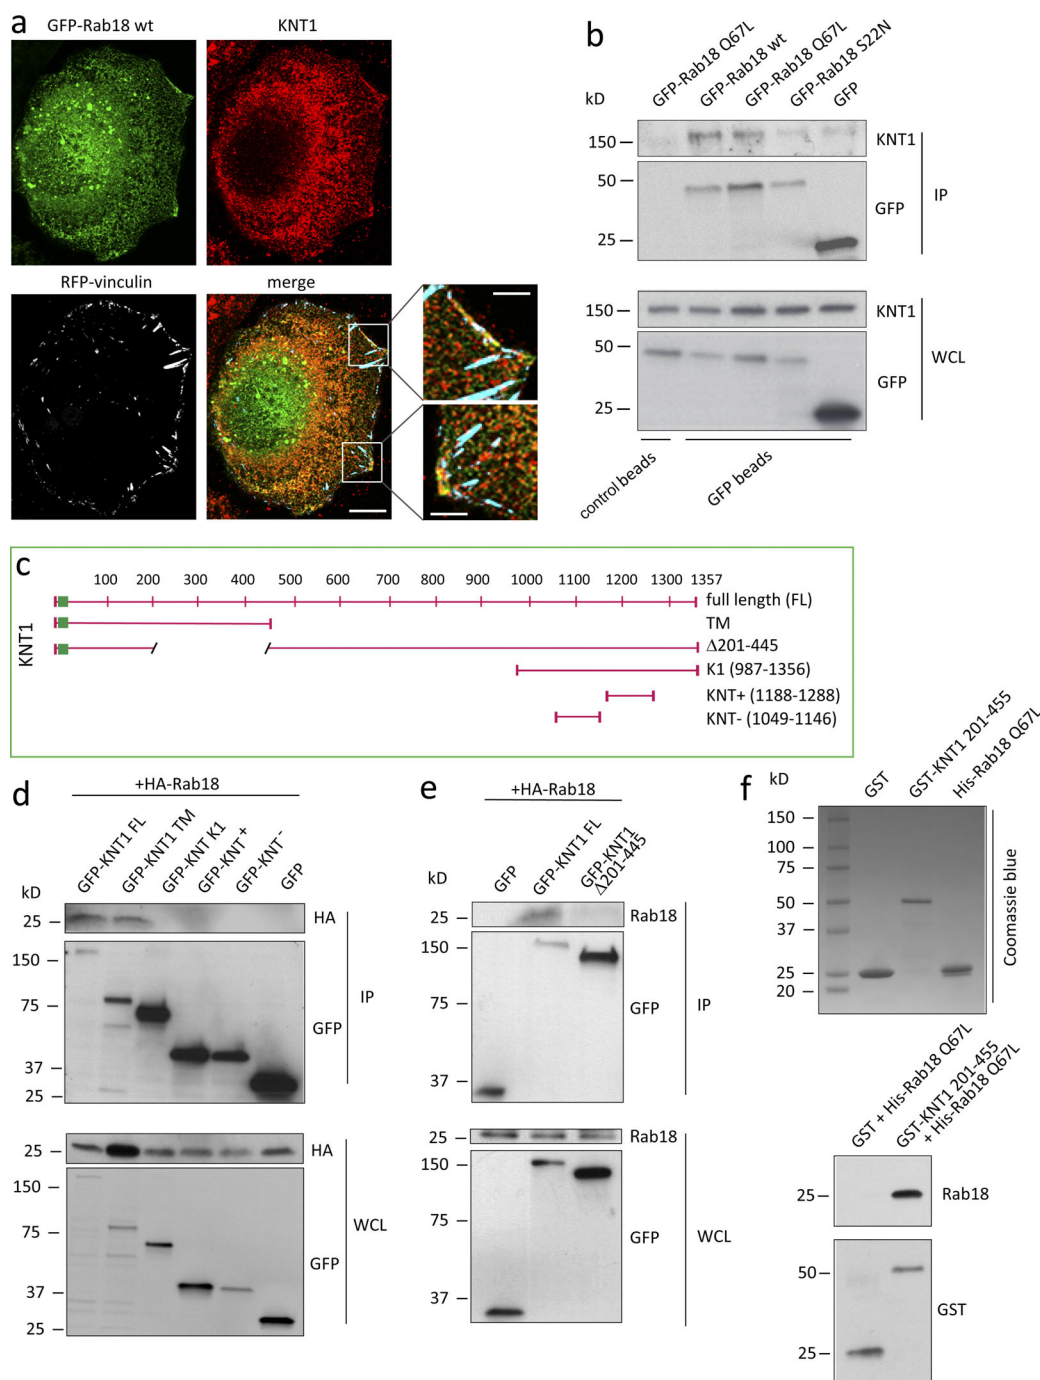 a
GFP-Rab18 wt
KNT1
RFP-vinculin
merge
b
GFP-Rab18 Q67L
GFP-Rab18 wt
GFP-Rab18 Q67L
GFP-Rab18 S22N
GFP
kD
150
KNT1
50
25
GFP
IP
150
KNT1
50
25
GFP
WCL
control beads
GFP beads
c
KNT1
100 200 300 400 500 600 700 800 900 1000 1100 1200 1300 1357
full length (FL)
TM
Δ201-445
K1 (987-1356)
KNT+ (1188-1288)
KNT- (1049-1146)
d
+HA-Rab18
GFP-KNT1 FL
GFP-KNT1 TM
GFP-KNT K1
GFP-KNT +
GFP-KNT-
GFP
kD
25
HA
150
75
37
25
GFP
IP
25
HA
150
75
37
25
GFP
WCL
e
+HA-Rab18
GFP
GFP-KNT1 FL
GFP-KNT1
Δ201-445
kD
25
Rab18
150
75
37
GFP
IP
25
Rab18
150
75
37
GFP
WCL
f
GST
GST-KNT1 201-455
His-Rab18 Q67L
kD
150
100
75
50
37
25
20
Coomassie blue
GST + His-Rab18 Q67L
GST-KNT1 201-455
+ His-Rab18 Q67L
25
Rab18
50
25
GST